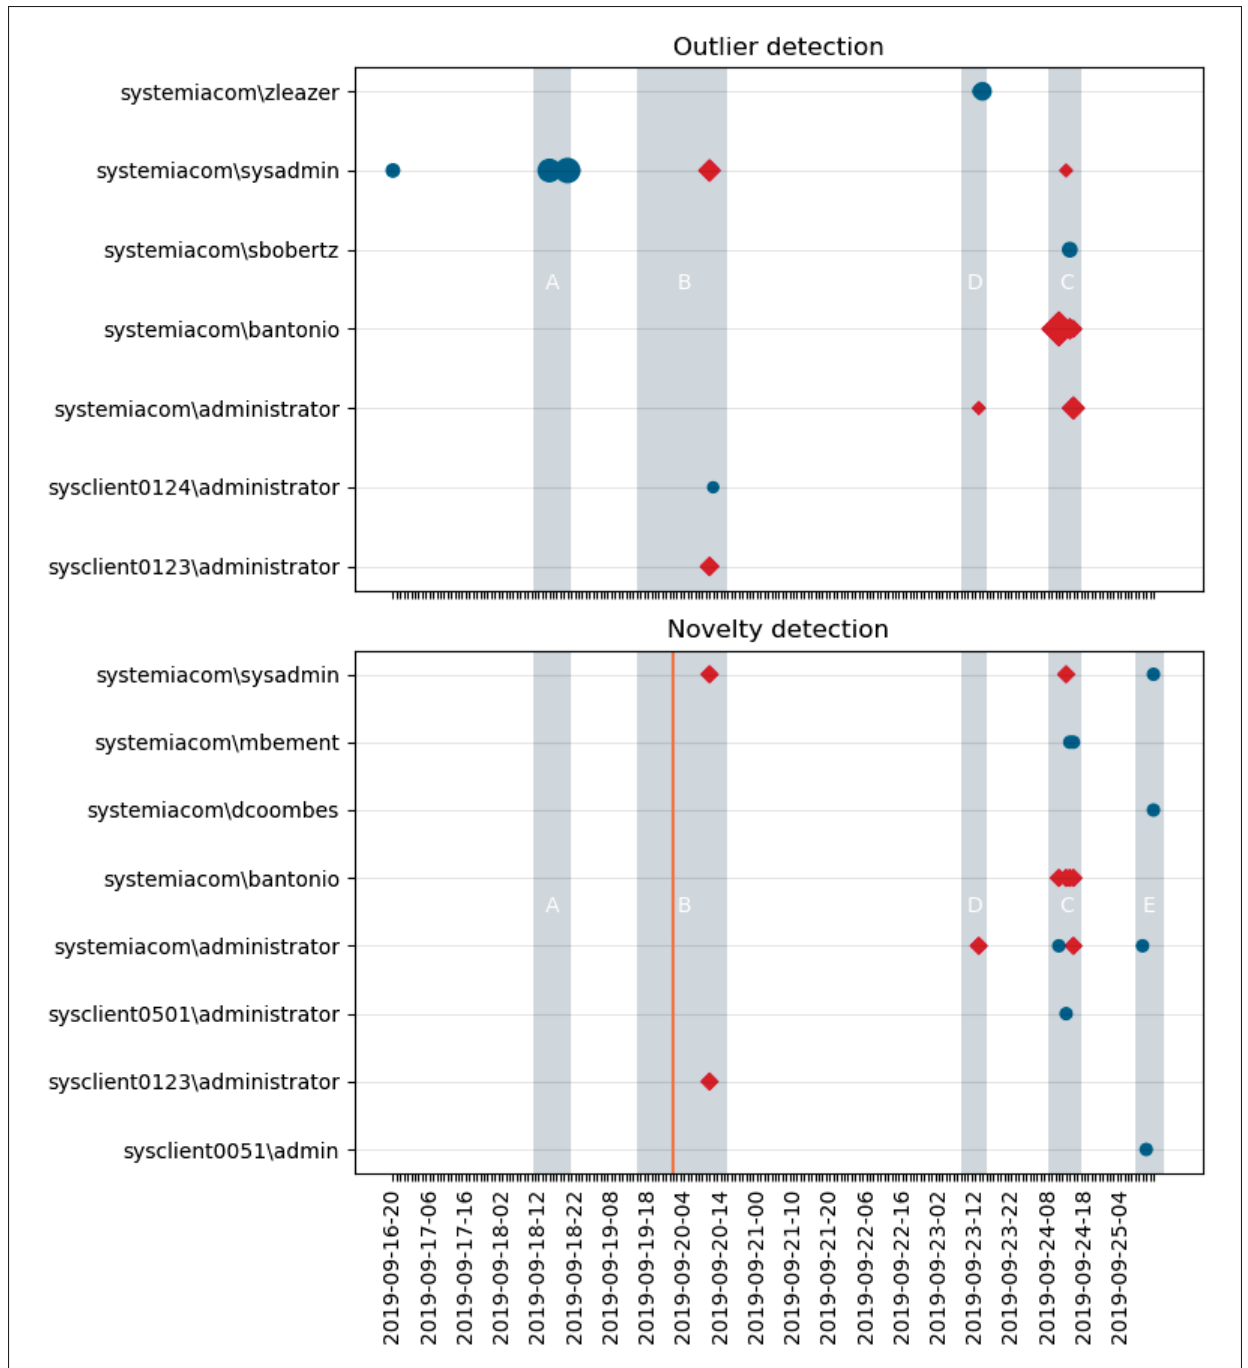 Outlier detection
systemiacom\zleazer
systemiacom\sysadmin
systemiacom\sbobertz
A B D C
systemiacom\bantonio
systemiacom\administrator
sysclient0124\administrator
sysclient0123\administrator
Novelty detection
systemiacom\sysadmin
systemiacom\mbement
systemiacom\dcoombes
systemiacom\bantonio
A B D C E
systemiacom\administrator
sysclient0501\administrator
sysclient0123\administrator
sysclient0051\admin
2019-09-16-20
2019-09-17-06
2019-09-17-16
2019-09-18-02
2019-09-18-12
2019-09-18-22
2019-09-19-08
2019-09-19-18
2019-09-20-04
2019-09-20-14
2019-09-21-00
2019-09-21-10
2019-09-21-20
2019-09-22-06
2019-09-22-16
2019-09-23-02
2019-09-23-12
2019-09-23-22
2019-09-24-08
2019-09-24-18
2019-09-25-04